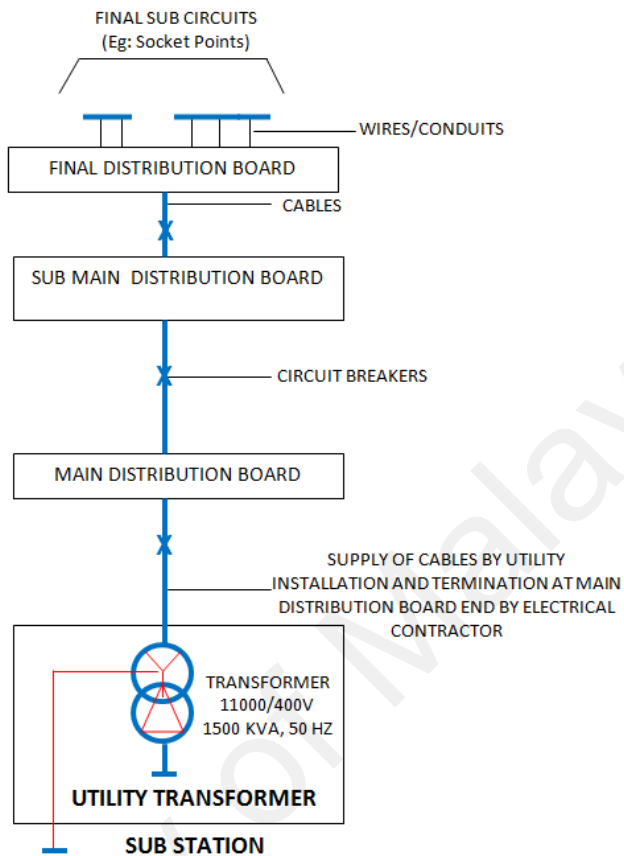 FINAL SUB CIRCUITS
(Eg: Socket Points)
WIRES/CONDUITS
FINAL DISTRIBUTION BOARD
CABLES
SUB MAIN DISTRIBUTION BOARD
CIRCUIT BREAKERS
MAIN DISTRIBUTION BOARD
SUPPLY OF CABLES BY UTILITY
INSTALLATION AND TERMINATION AT MAIN
DISTRIBUTION BOARD END BY ELECTRICAL
CONTRACTOR
TRANSFORMER
11000/400V
1500 KVA, 50 HZ
UTILITY TRANSFORMER
SUB STATION
of Malay